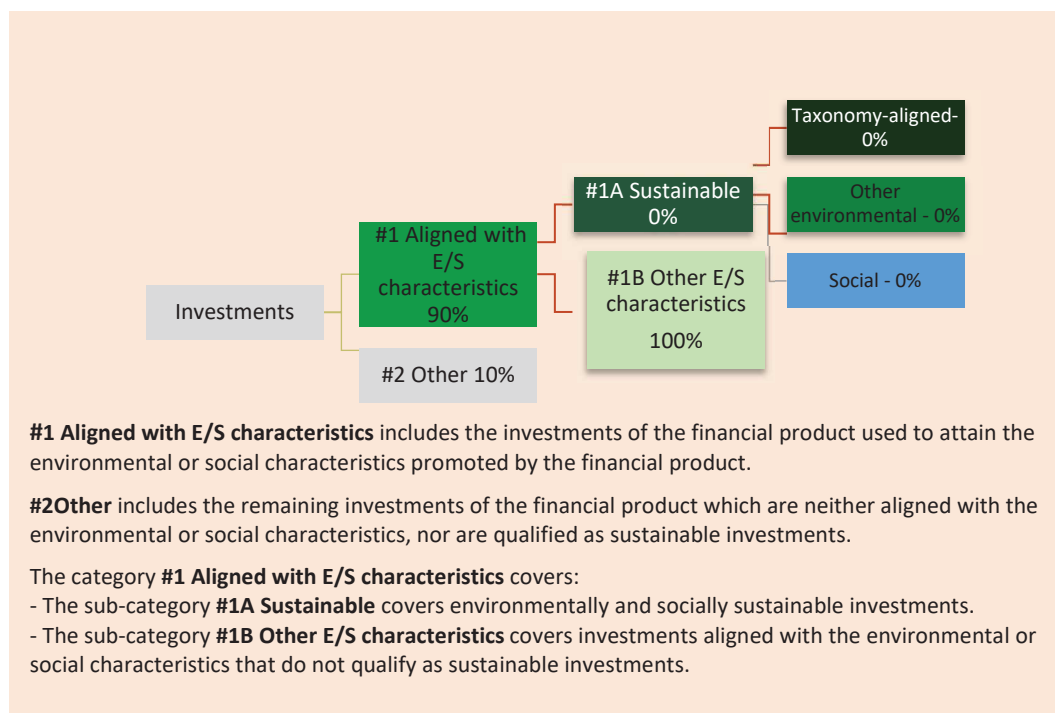 Taxonomy-aligned-
0%
#1A Sustainable
0%
Other
environmental - 0%
#1 Aligned with
E/S
characteristics
90%
#1B Other E/S
characteristics
100%
Social - 0%
Investments
#2 Other 10%
#1 Aligned with E/S characteristics includes the investments of the financial product used to attain the
environmental or social characteristics promoted by the financial product.
#2Other includes the remaining investments of the financial product which are neither aligned with the
environmental or social characteristics, nor are qualified as sustainable investments.
The category #1 Aligned with E/S characteristics covers:
- The sub-category #1A Sustainable covers environmentally and socially sustainable investments.
- The sub-category #1B Other E/S characteristics covers investments aligned with the environmental or
social characteristics that do not qualify as sustainable investments.